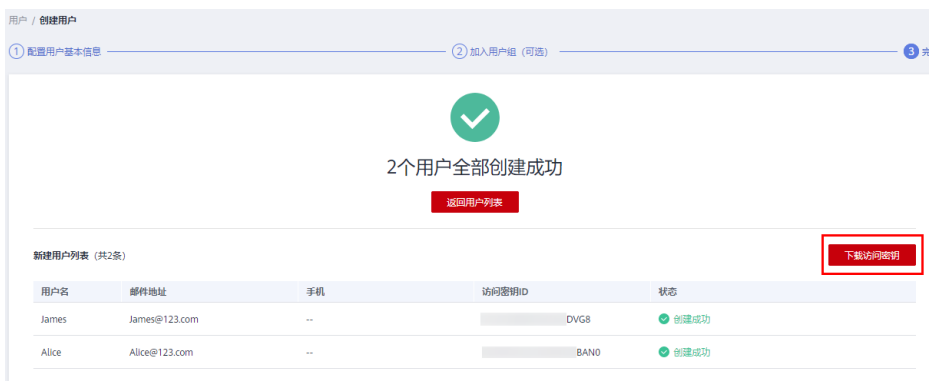 用户 / 创建用户
1 配置用户基本信息 2 加入用户组（可选） 3
2个用户全部创建成功
返回用户列表
新建用户列表（共2条） 下载访问密钥
用户名 邮件地址 手机 访问密钥ID 状态
James James@123.com -- DVG8 创建成功
Alice Alice@123.com -- BAN0 创建成功